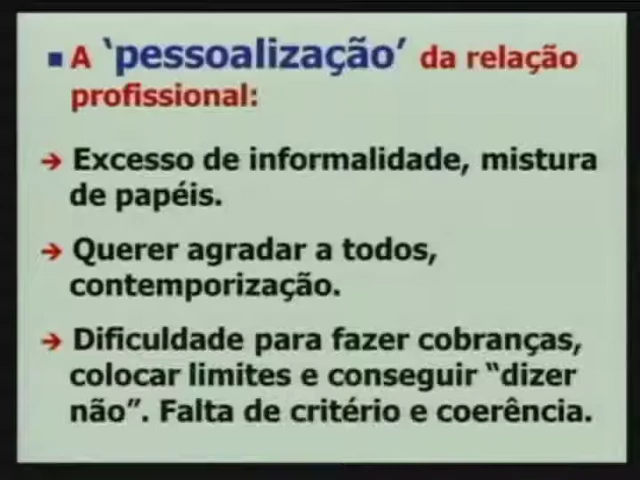 A ‘pessoalização’ da relação
profissional:
→ Excesso de informalidade, mistura
de papéis.
→ Querer agradar a todos,
contemporização.
→ Dificuldade para fazer cobranças,
colocar limites e conseguir “dizer
não”. Falta de critério e coerência.